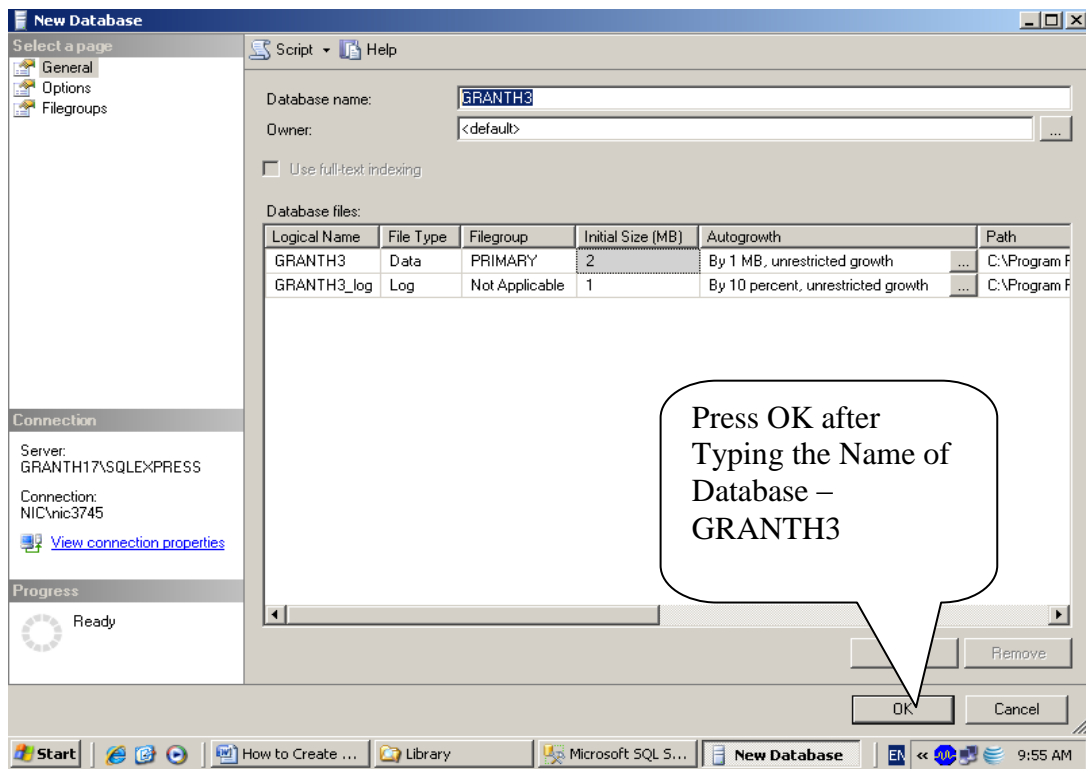 New Database
Select a page
General
Options
Filegroups
Script Help
Database name: GRANTH3
Owner: <default> ...
Use full-text indexing
Database files:
Logical Name File Type Filegroup Initial Size (MB) Autogrowth Path
GRANTH3 Data PRIMARY 2 By 1 MB, unrestricted growth ... C:\Program F
GRANTH3_log Log Not Applicable 1 By 10 percent, unrestricted growth ... C:\Program F
Press OK after
Typing the Name of
Database –
GRANTH3
Connection
Server:
GRANTH17\SQLEXPRESS
Connection:
NIC\nic3745
View connection properties
Progress
Ready
Remove
OK Cancel
Start How to Create ... Library Microsoft SQL S... New Database EN « 9:55 AM